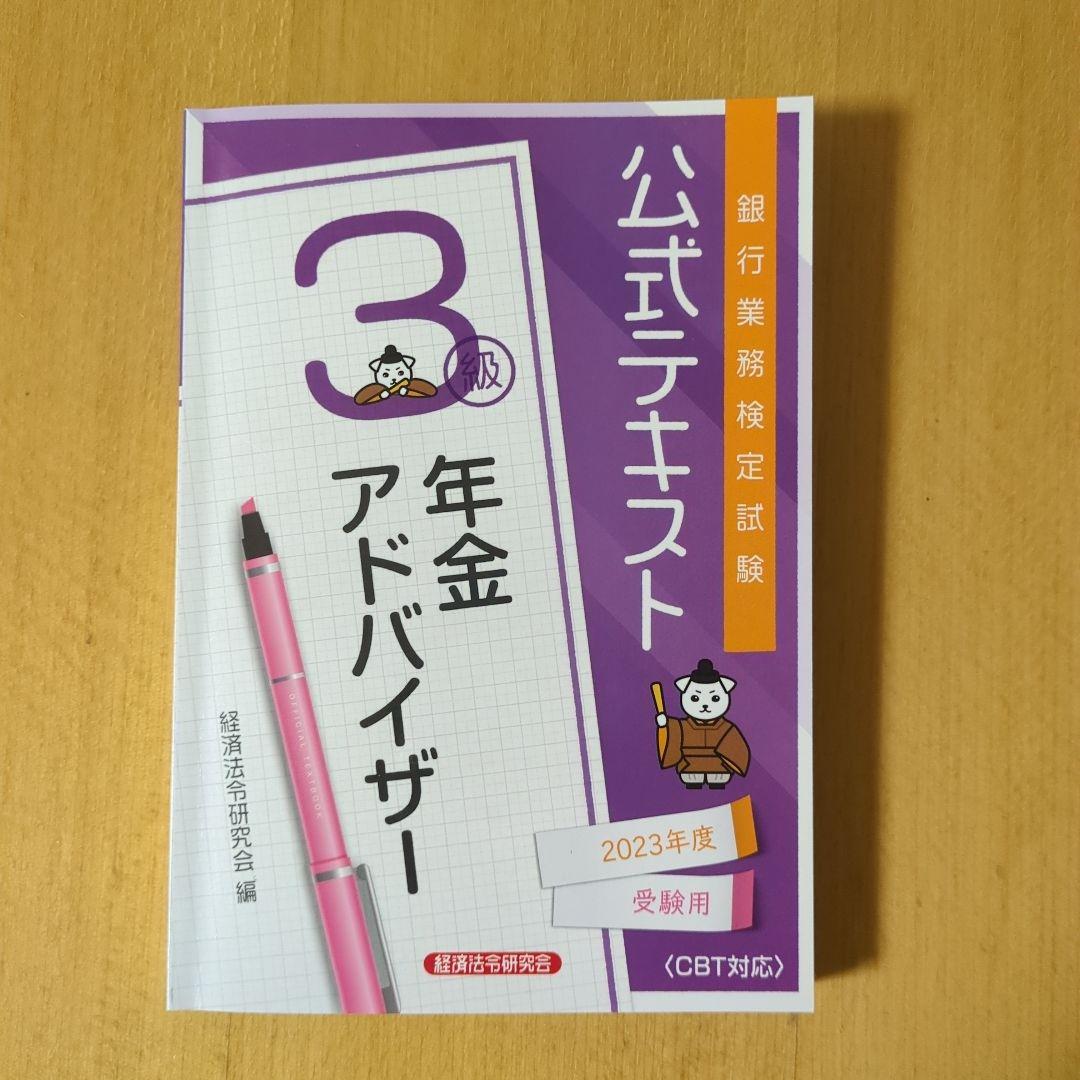 銀行業務検定試験
公式テキスト
3級
年金
アドバイザー
OFFICIAL TEXTBOOK
経済法令研究会 編
2023年度
受験用
経済法令研究会
〈CBT対応〉